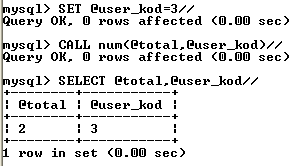 mysql> SET @user_kod=3//
Query OK, 0 rows affected (0.00 sec)
mysql> CALL num(@total,@user_kod)//
Query OK, 0 rows affected (0.00 sec)
mysql> SELECT @total,@user_kod//
+--------+-----------+
| @total | @user_kod |
+--------+-----------+
| 2      | 3         |
+--------+-----------+
1 row in set (0.00 sec)